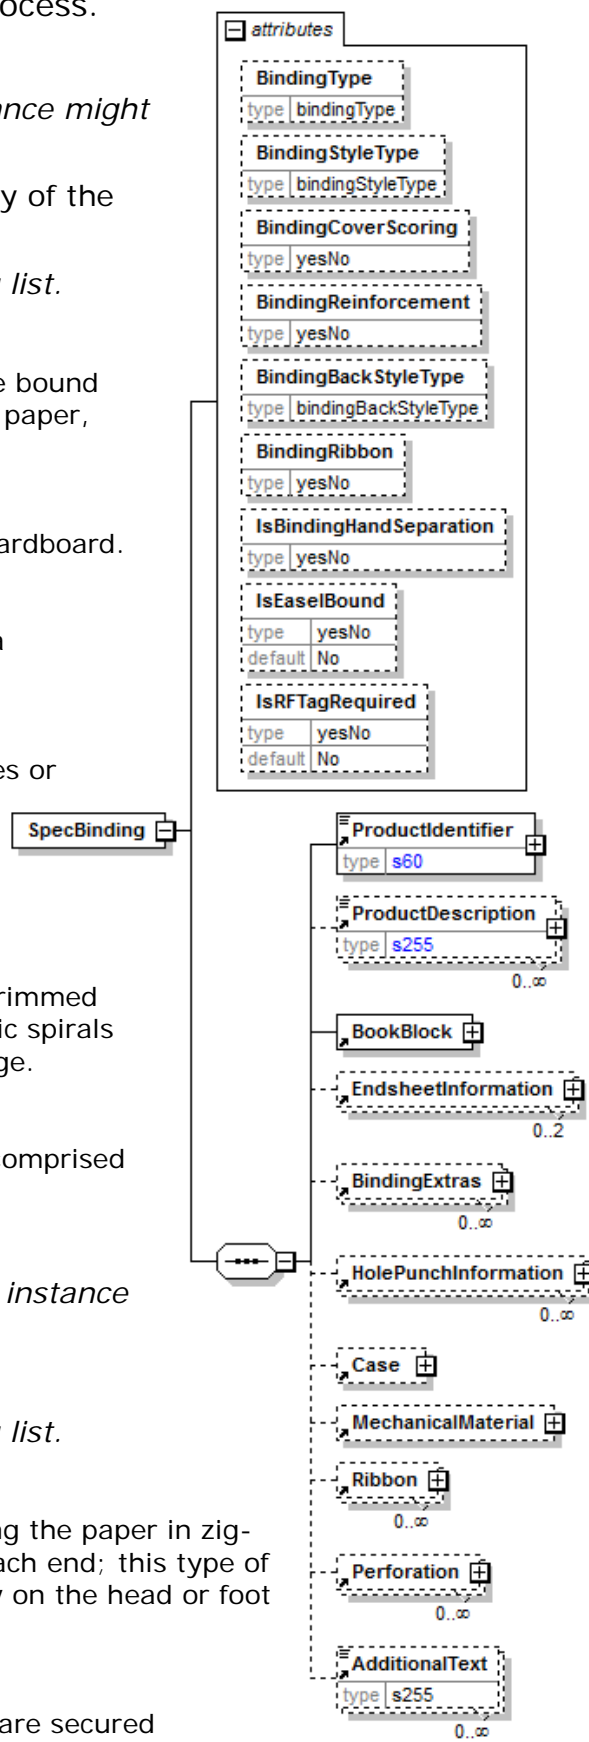 ocess.
ance might
y of the
list.
e bound
paper,
ardboard.
a
es or
rimmed
ic spirals
ge.
comprised
instance
list.
ng the paper in zig-
ach end; this type of
y on the head or foot
are secured
attributes
BindingType
type bindingType
BindingStyleType
type bindingStyleType
BindingCoverScoring
type yesNo
BindingReinforcement
type yesNo
BindingBackStyleType
type bindingBackStyleType
BindingRibbon
type yesNo
IsBindingHandSeparation
type yesNo
IsEaselBound
type yesNo
default No
IsRFTagRequired
type yesNo
default No
SpecBinding
ProductIdentifier
type s60
ProductDescription
type s255
0..∞
BookBlock
EndsheetInformation
0..2
BindingExtras
0..∞
HolePunchInformation
0..∞
Case
MechanicalMaterial
Ribbon
0..∞
Perforation
0..∞
AdditionalText
type s255
0..∞